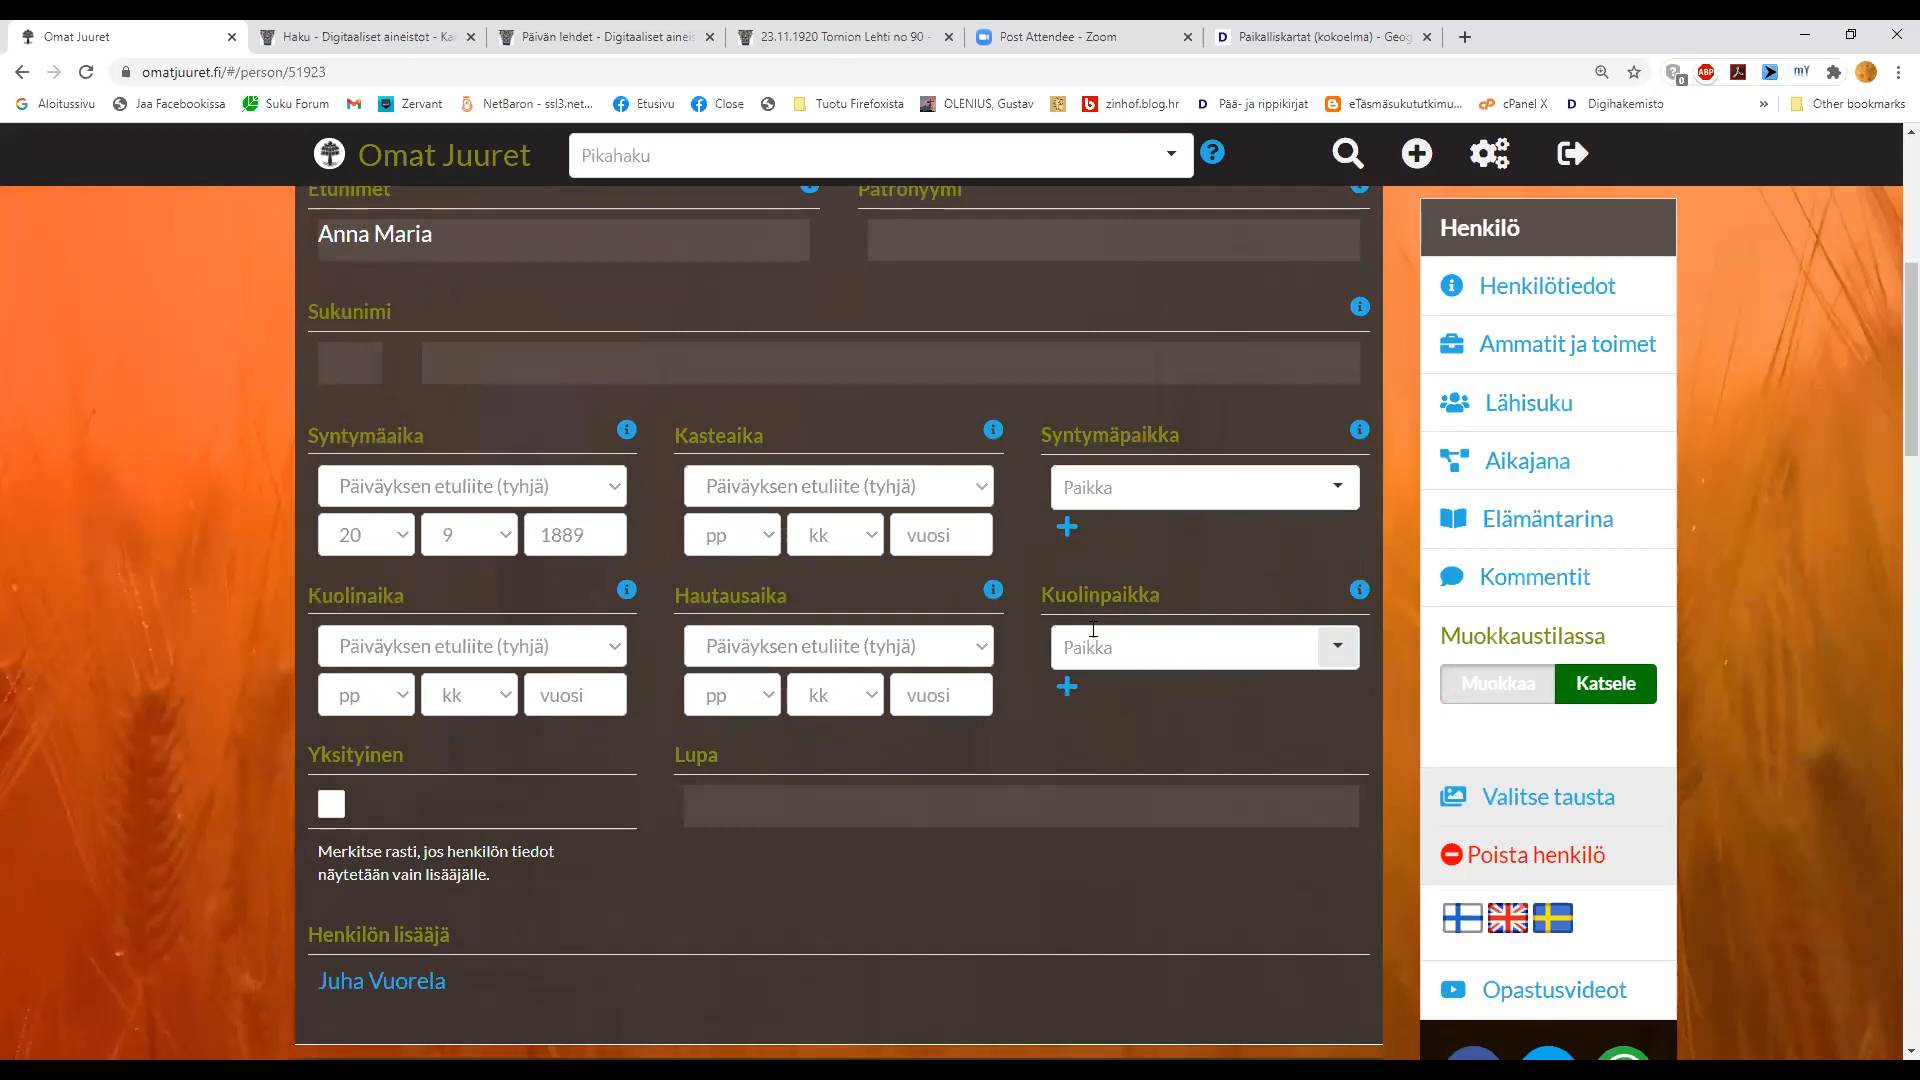 Omat Juuret
Haku - Digitaaliset aineistot - Ka
Päivän lehdet - Digitaaliset aineis
23.11.1920 Tornion Lehti no 90 -
Post Attendee - Zoom
Paikalliskartat (kokoelma) - Geog
omatjuuret.fi/#/person/51923
0
ABP
mY
Aloitussivu
Jaa Facebookissa
Suku Forum
Zervant
NetBaron - ssl3.net...
Etusivu
Close
Tuotu Firefoxista
OLENIUS, Gustav
zinhof.blog.hr
Pää- ja rippikirjat
eTäsmäsukututkimu...
cPanel X
Digihakemisto
Other bookmarks
Omat Juuret
Pikahaku
Etunimet
Patronyymi
Anna Maria
Sukunimi
Syntymäaika
Kasteaika
Syntymäpaikka
Päiväyksen etuliite (tyhjä)
Päiväyksen etuliite (tyhjä)
Paikka
20 9 1889
pp kk vuosi
Kuolinaika
Hautausaika
Kuolinpaikka
Päiväyksen etuliite (tyhjä)
Päiväyksen etuliite (tyhjä)
Paikka
pp kk vuosi
pp kk vuosi
Yksityinen
Lupa
Merkitse rasti, jos henkilön tiedot
näytetään vain lisääjälle.
Henkilön lisääjä
Juha Vuorela
Henkilö
Henkilötiedot
Ammatit ja toimet
Lähisuku
Aikajana
Elämäntarina
Kommentit
Muokkaustilassa
Muokkaa Katsele
Valitse tausta
Poista henkilö
Opastusvideot